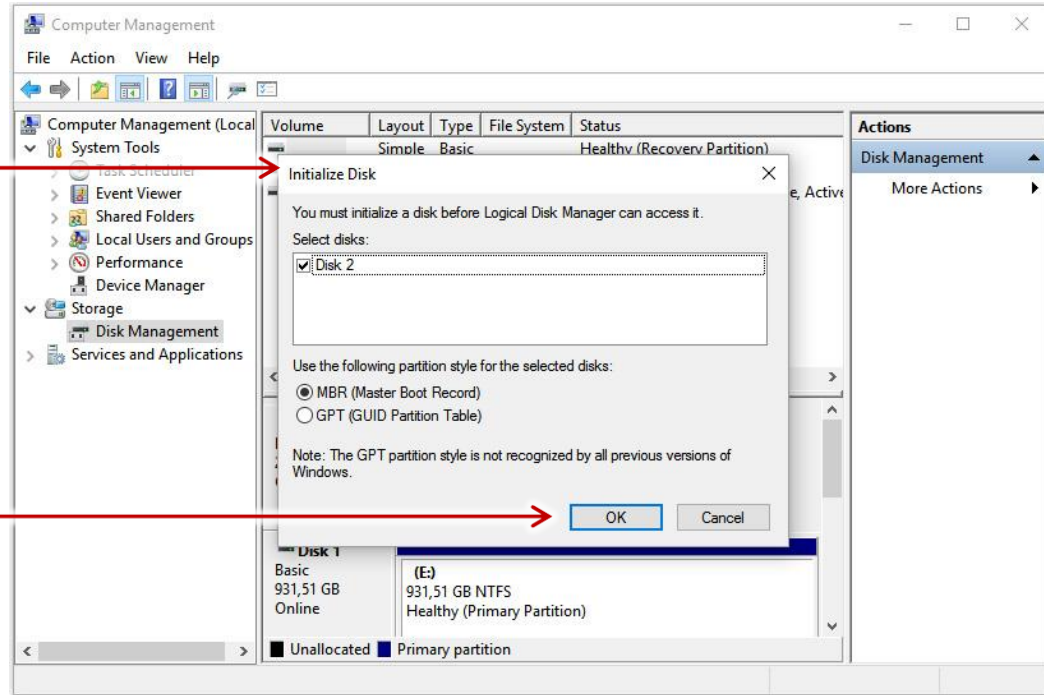 Computer Management
File Action View Help
Computer Management (Local
System Tools
Task Scheduler
Event Viewer
Shared Folders
Local Users and Groups
Performance
Device Manager
Storage
Disk Management
Services and Applications
Volume Layout Type File System Status
Simple Basic Healthy (Recovery Partition)
e, Active
Initialize Disk
You must initialize a disk before Logical Disk Manager can access it.
Select disks:
Disk 2
Use the following partition style for the selected disks:
MBR (Master Boot Record)
GPT (GUID Partition Table)
Note: The GPT partition style is not recognized by all previous versions of
Windows.
OK Cancel
Disk 1
Basic
931,51 GB
Online
(E:)
931,51 GB NTFS
Healthy (Primary Partition)
Unallocated Primary partition
Actions
Disk Management
More Actions